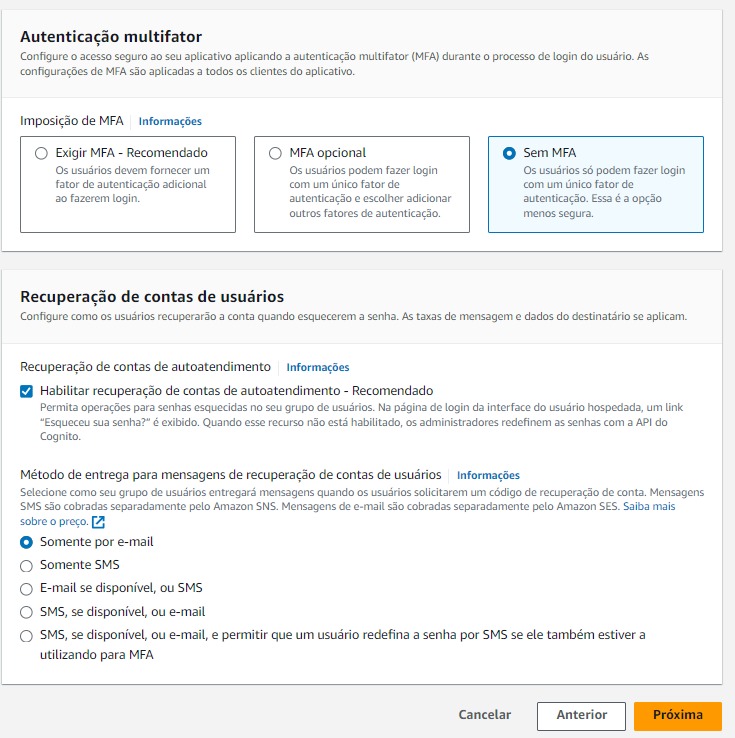 Autenticação multifator
Configure o acesso seguro ao seu aplicativo aplicando a autenticação multifator (MFA) durante o processo de login do usuário. As
configurações de MFA são aplicadas a todos os clientes do aplicativo.
Imposição de MFA
Informações
Exigir MFA - Recomendado
Os usuários devem fornecer um
fator de autenticação adicional
ao fazerem login.
MFA opcional
Os usuários podem fazer login
com um único fator de
autenticação e escolher adicionar
outros fatores de autenticação.
Sem MFA
Os usuários só podem fazer login
com um único fator de
autenticação. Essa é a opção
menos segura.
Recuperação de contas de usuários
Configure como os usuários recuperarão a conta quando esquecerem a senha. As taxas de mensagem e dados do destinatário se aplicam.
Recuperação de contas de autoatendimento
Informações
Habilitar recuperação de contas de autoatendimento - Recomendado
Permita operações para senhas esquecidas no seu grupo de usuários. Na página de login da interface do usuário hospedada, um link
“Esqueceu sua senha?” é exibido. Quando esse recurso não está habilitado, os administradores redefinem as senhas com a API do
Cognito.
Método de entrega para mensagens de recuperação de contas de usuários
Informações
Selecione como seu grupo de usuários entregará mensagens quando os usuários solicitarem um código de recuperação de conta. Mensagens
SMS são cobradas separadamente pelo Amazon SNS. Mensagens de e-mail são cobradas separadamente pelo Amazon SES. Saiba mais
sobre o preço.
Somente por e-mail
Somente SMS
E-mail se disponível, ou SMS
SMS, se disponível, ou e-mail
SMS, se disponível, ou e-mail, e permitir que um usuário redefina a senha por SMS se ele também estiver a
utilizando para MFA
Cancelar
Anterior
Próxima